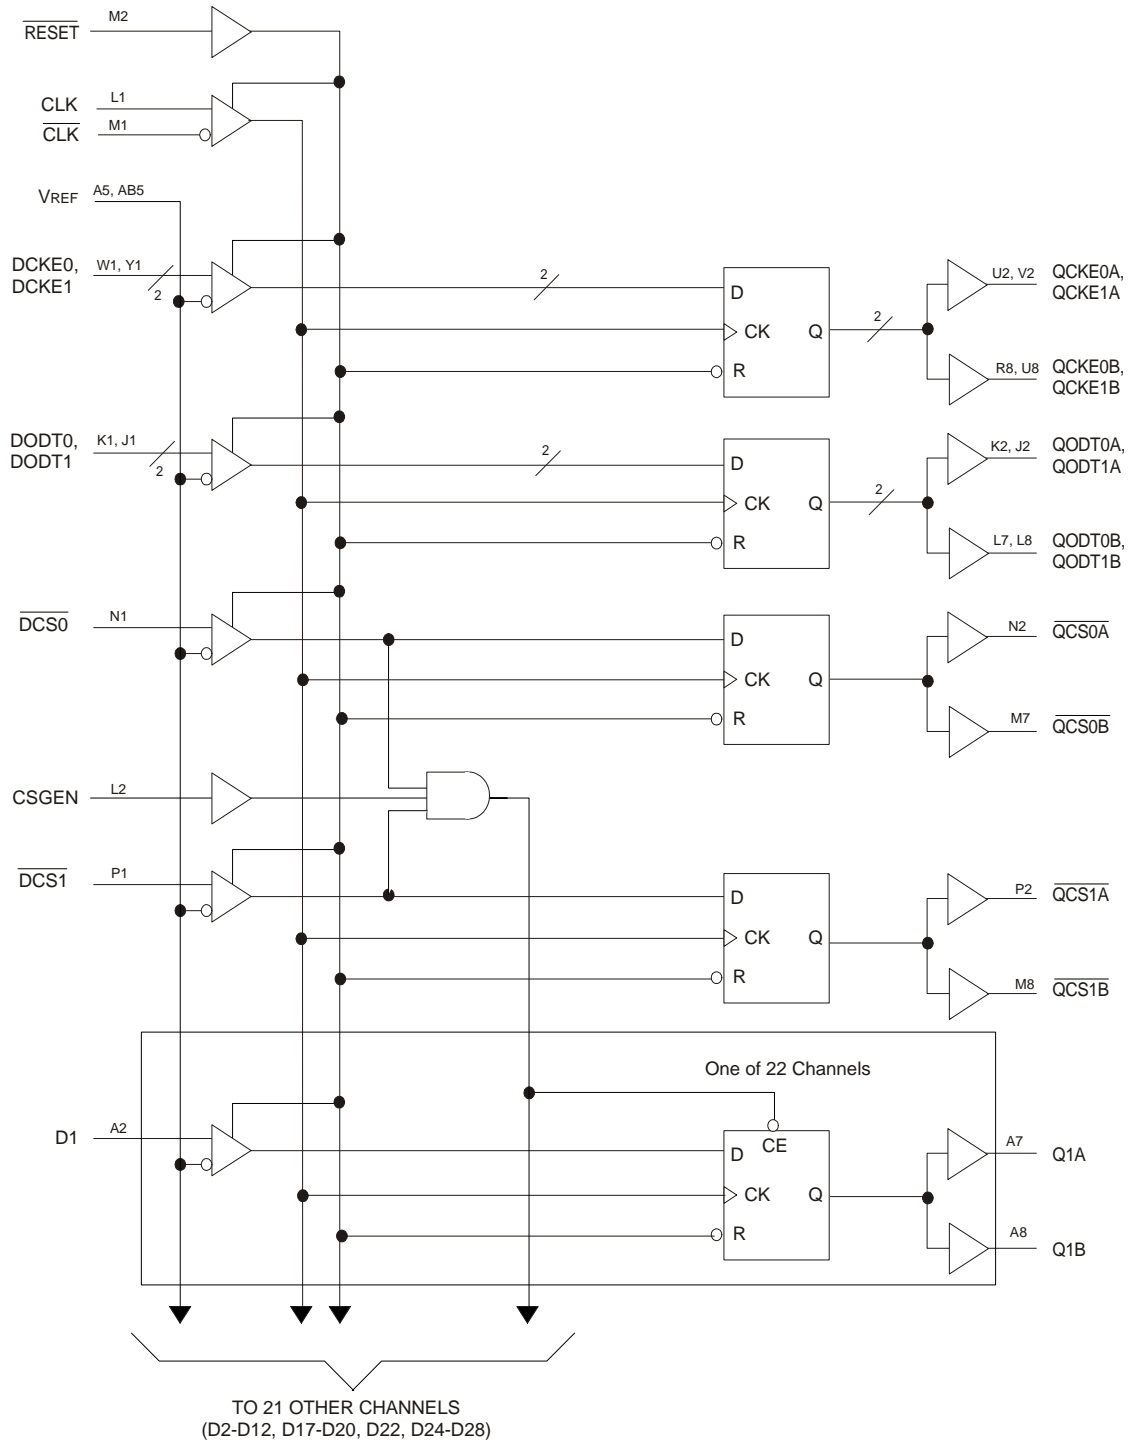 RESET M2
CLK L1
CLK M1
VREF A5, AB5
DCKE0, W1, Y1
DCKE1 2
2
D
CK Q
R
2
U2, V2 QCKE0A,
QCKE1A
R8, U8 QCKE0B,
QCKE1B
DODT0, K1, J1
DODT1 2
2
D
CK Q
R
2
K2, J2 QODT0A,
QODT1A
L7, L8 QODT0B,
QODT1B
DCS0 N1
D
CK Q
R
N2 QCS0A
M7 QCS0B
CSGEN L2
DCS1 P1
D
CK Q
R
P2 QCS1A
M8 QCS1B
One of 22 Channels
D1 A2
CE
D
CK Q
R
A7 Q1A
A8 Q1B
TO 21 OTHER CHANNELS
(D2-D12, D17-D20, D22, D24-D28)